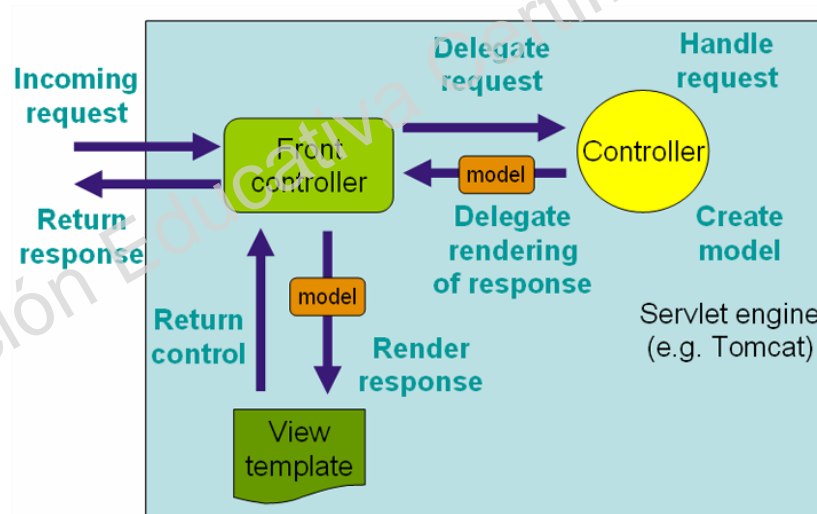 Incoming
request
Return
response
Front
controller
Delegate
request
Handle
request
Controller
model
Delegate
rendering
of response
Create
model
Servlet engine
(e.g. Tomcat)
model
Return
control
Render
response
View
template
ción Educativa Certi